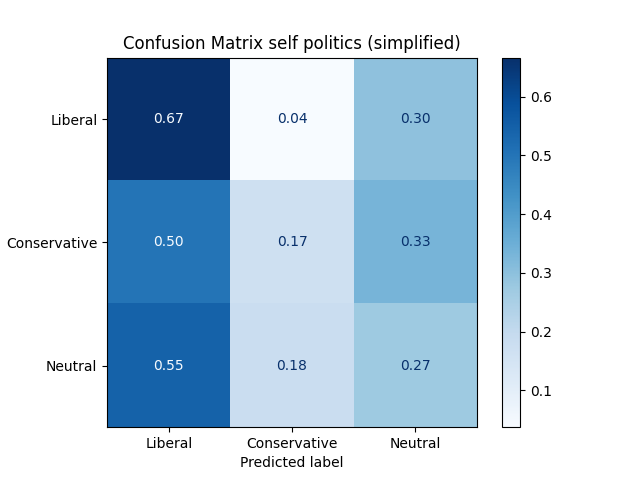 Confusion Matrix self politics (simplified)
Liberal 0.67 0.04 0.30 
Conservative 0.50 0.17 0.33
Neutral 0.55 0.18 0.27
Liberal Conservative Neutral
Predicted label
0.6
0.5
0.4
0.3
0.2
0.1